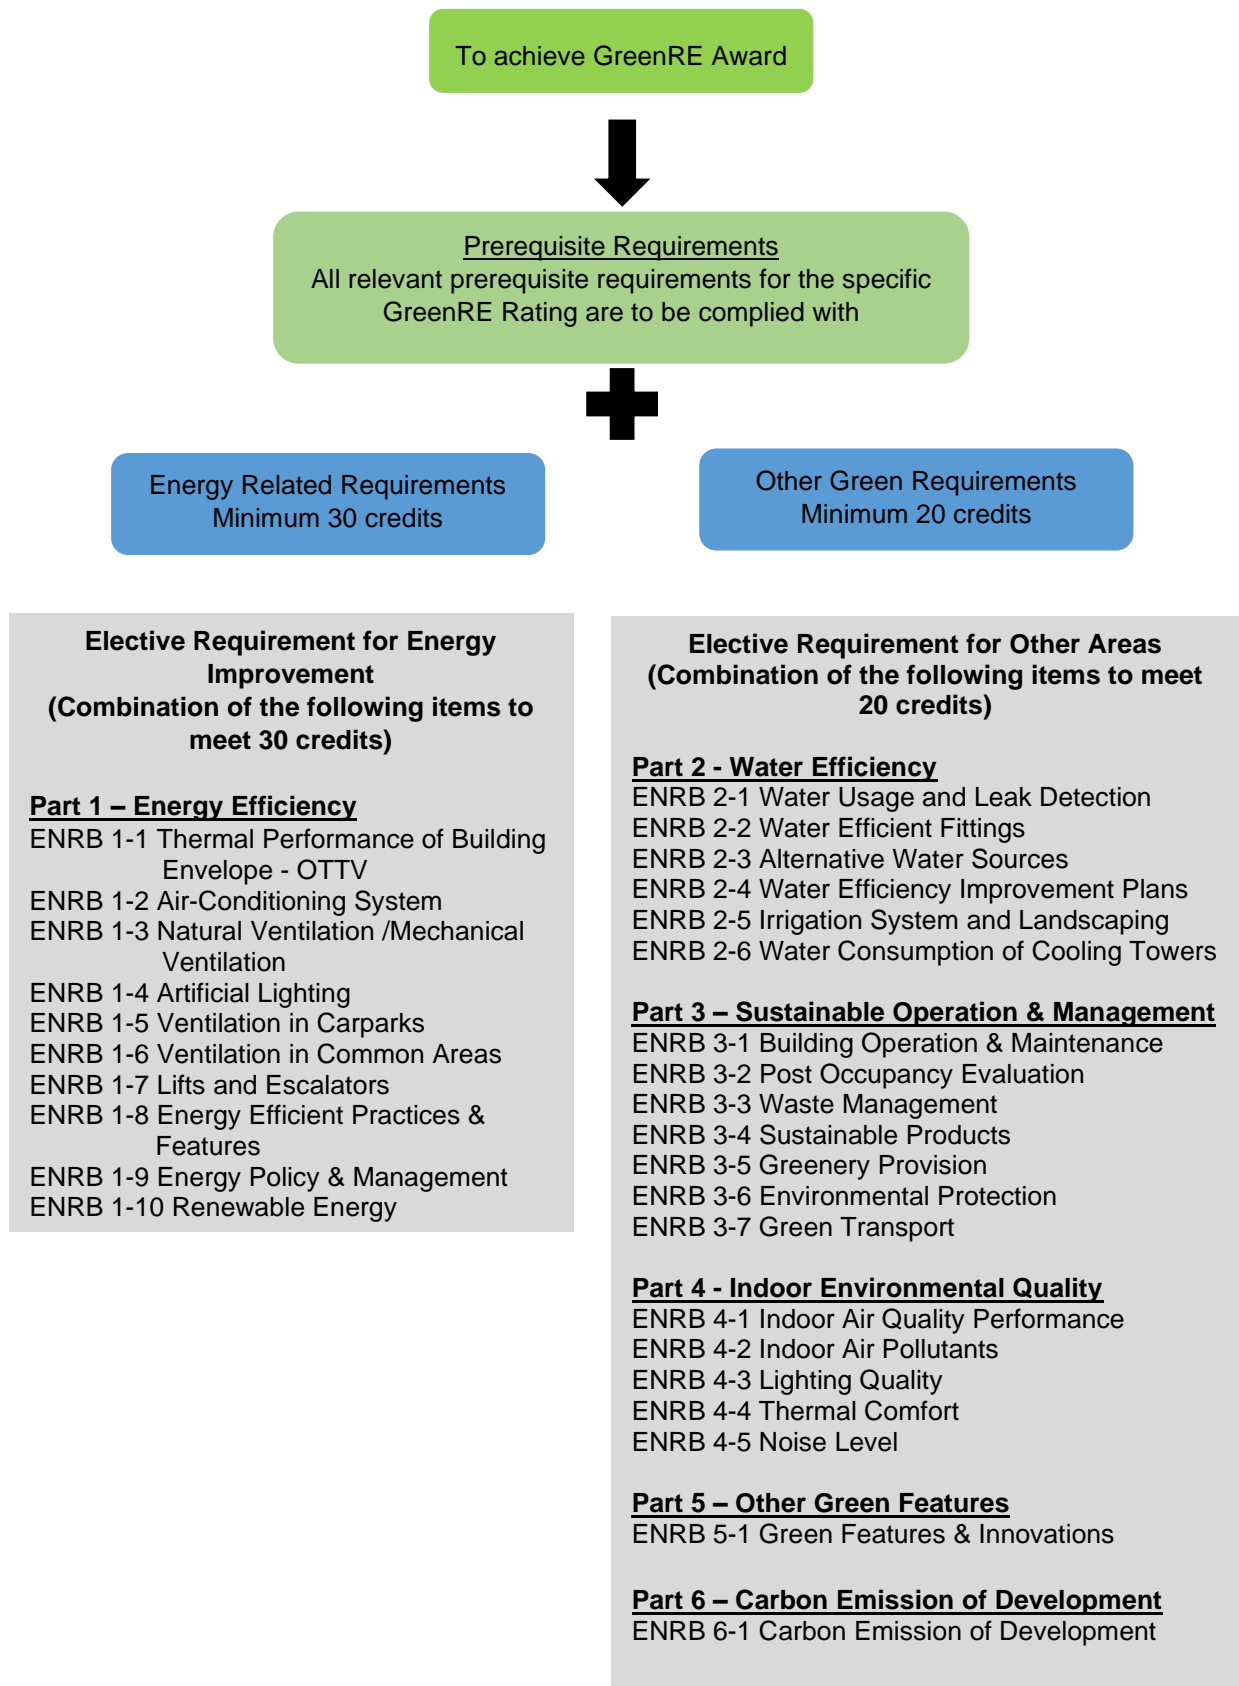 To achieve GreenRE Award
Prerequisite Requirements
All relevant prerequisite requirements for the specific
GreenRE Rating are to be complied with
Energy Related Requirements
Minimum 30 credits
Other Green Requirements
Minimum 20 credits
Elective Requirement for Energy
Improvement
(Combination of the following items to
meet 30 credits)
Part 1 – Energy Efficiency
ENRB 1-1 Thermal Performance of Building
Envelope - OTTV
ENRB 1-2 Air-Conditioning System
ENRB 1-3 Natural Ventilation /Mechanical
Ventilation
ENRB 1-4 Artificial Lighting
ENRB 1-5 Ventilation in Carparks
ENRB 1-6 Ventilation in Common Areas
ENRB 1-7 Lifts and Escalators
ENRB 1-8 Energy Efficient Practices &
Features
ENRB 1-9 Energy Policy & Management
ENRB 1-10 Renewable Energy
Elective Requirement for Other Areas
(Combination of the following items to meet
20 credits)
Part 2 - Water Efficiency
ENRB 2-1 Water Usage and Leak Detection
ENRB 2-2 Water Efficient Fittings
ENRB 2-3 Alternative Water Sources
ENRB 2-4 Water Efficiency Improvement Plans
ENRB 2-5 Irrigation System and Landscaping
ENRB 2-6 Water Consumption of Cooling Towers
Part 3 – Sustainable Operation & Management
ENRB 3-1 Building Operation & Maintenance
ENRB 3-2 Post Occupancy Evaluation
ENRB 3-3 Waste Management
ENRB 3-4 Sustainable Products
ENRB 3-5 Greenery Provision
ENRB 3-6 Environmental Protection
ENRB 3-7 Green Transport
Part 4 - Indoor Environmental Quality
ENRB 4-1 Indoor Air Quality Performance
ENRB 4-2 Indoor Air Pollutants
ENRB 4-3 Lighting Quality
ENRB 4-4 Thermal Comfort
ENRB 4-5 Noise Level
Part 5 – Other Green Features
ENRB 5-1 Green Features & Innovations
Part 6 – Carbon Emission of Development
ENRB 6-1 Carbon Emission of Development